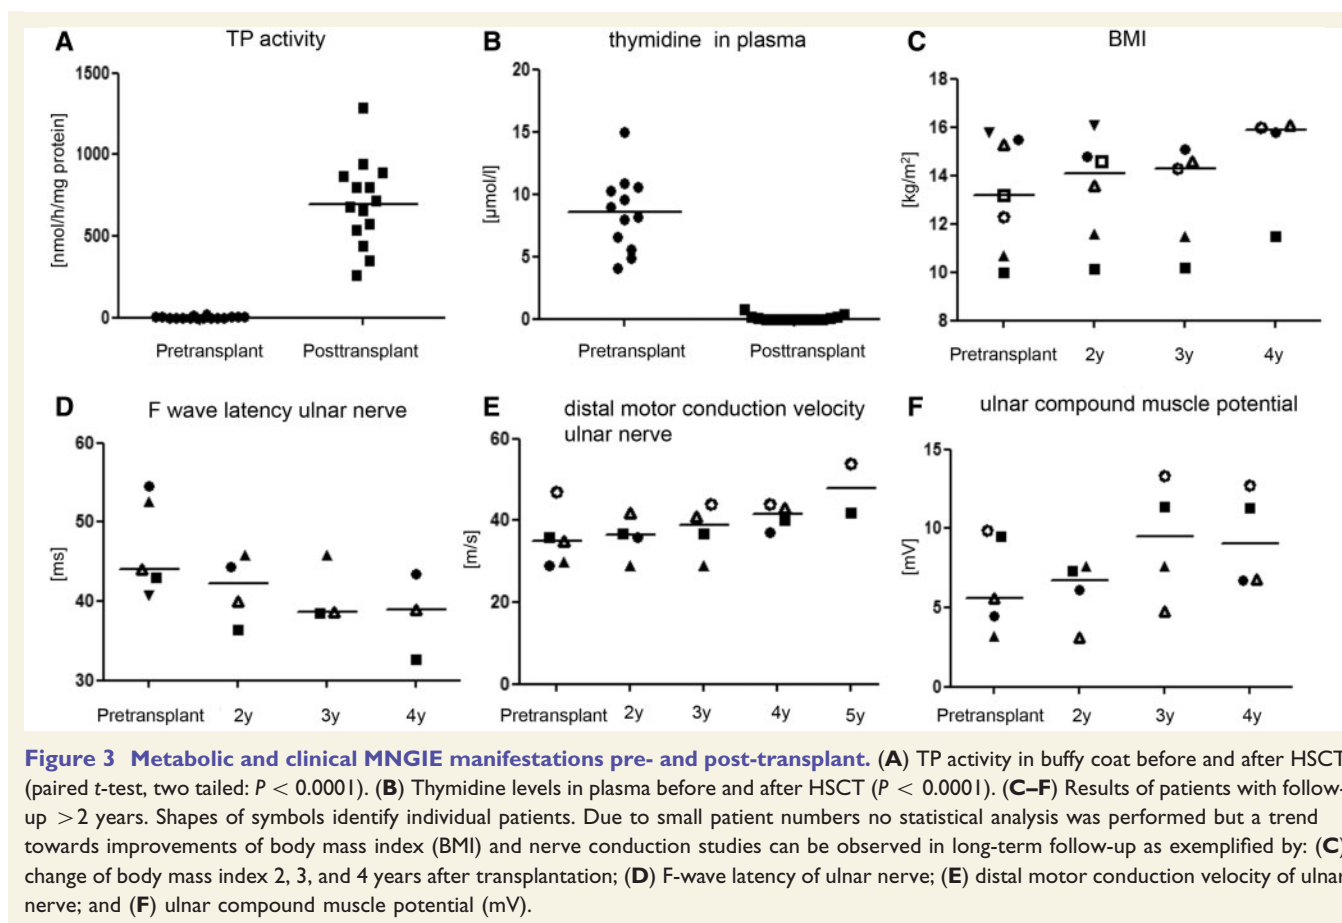 A
TP activity
[nmol/h/mg protein]
1500
1000
500
0
Pretransplant Posttransplant
B
thymidine in plasma
[µmol/l]
20
15
10
5
0
Pretransplant Posttransplant
C
BMI
[kg/m²]
18
16
14
12
10
8
Pretransplant 2y 3y 4y
D
F wave latency ulnar nerve
[ms]
60
50
40
30
Pretransplant 2y 3y 4y
E
distal motor conduction velocity
ulnar nerve
[m/s]
60
40
20
0
Pretransplant 2y 3y 4y 5y
F
ulnar compound muscle potential
[mV]
15
10
5
0
Pretransplant 2y 3y 4y
Figure 3 Metabolic and clinical MNGIE manifestations pre- and post-transplant. (A) TP activity in buffy coat before and after HSCT
(paired t-test, two tailed: P < 0.0001). (B) Thymidine levels in plasma before and after HSCT (P < 0.0001). (C–F) Results of patients with follow-
up >2 years. Shapes of symbols identify individual patients. Due to small patient numbers no statistical analysis was performed but a trend
towards improvements of body mass index (BMI) and nerve conduction studies can be observed in long-term follow-up as exemplified by: (C)
change of body mass index 2, 3, and 4 years after transplantation; (D) F-wave latency of ulnar nerve; (E) distal motor conduction velocity of ulnar
nerve; and (F) ulnar compound muscle potential (mV).